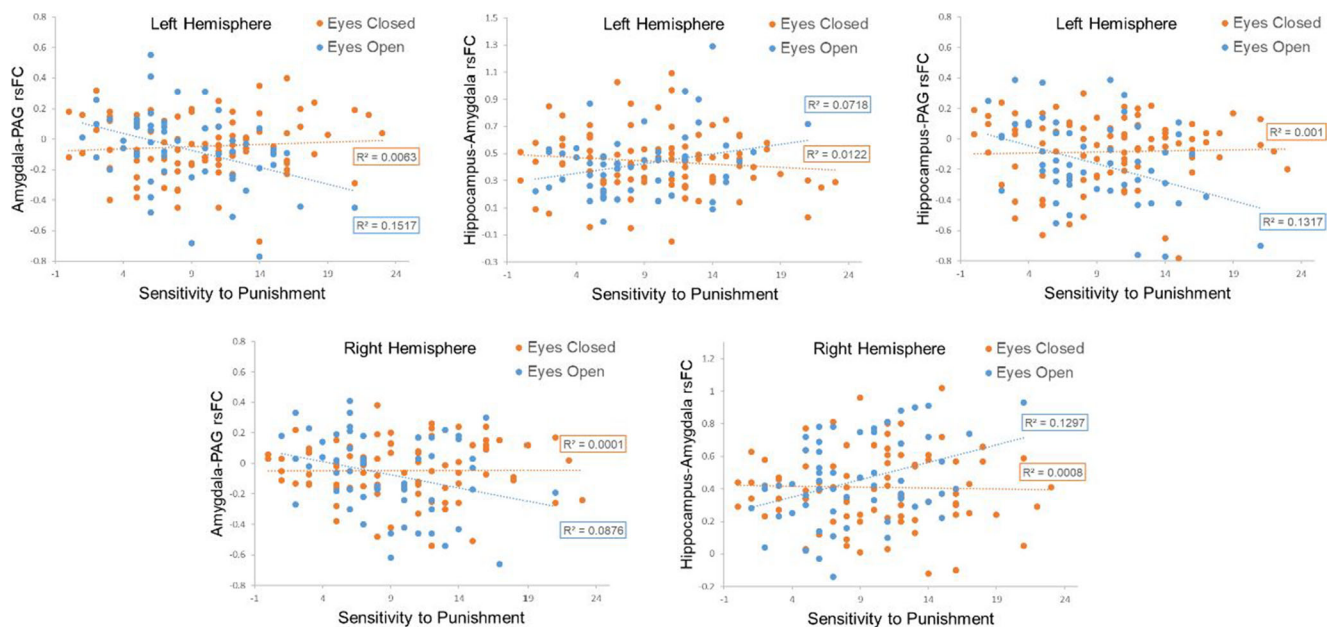 Left Hemisphere
Eyes Closed
Eyes Open
Amygdala-PAG rsFC
0.8
0.6
0.4
0.2
0
-0.2
-0.4
-0.6
-0.8
R² = 0.0063
R² = 0.1517
-1 4 9 14 19 24
Sensitivity to Punishment
Left Hemisphere
Eyes Closed
Eyes Open
Hippocampus-Amygdala rsFC
1.5
1.3
1.1
0.9
0.7
0.5
0.3
0.1
-0.1
-0.3
R² = 0.0718
R² = 0.0122
-1 4 9 14 19 24
Sensitivity to Punishment
Left Hemisphere
Eyes Closed
Eyes Open
Hippocampus-PAG rsFC
0.8
0.6
0.4
0.2
0
-0.2
-0.4
-0.6
-0.8
R² = 0.001
R² = 0.1317
-1 4 9 14 19 24
Sensitivity to Punishment
Right Hemisphere
Eyes Closed
Eyes Open
Amygdala-PAG rsFC
0.8
0.6
0.4
0.2
0
-0.2
-0.4
-0.6
-0.8
R² = 0.0001
R² = 0.0876
-1 4 9 14 19 24
Sensitivity to Punishment
Right Hemisphere
Eyes Closed
Eyes Open
Hippocampus-Amygdala rsFC
1.2
1
0.8
0.6
0.4
0.2
0
-0.2
R² = 0.1297
R² = 0.0008
-1 4 9 14 19 24
Sensitivity to Punishment